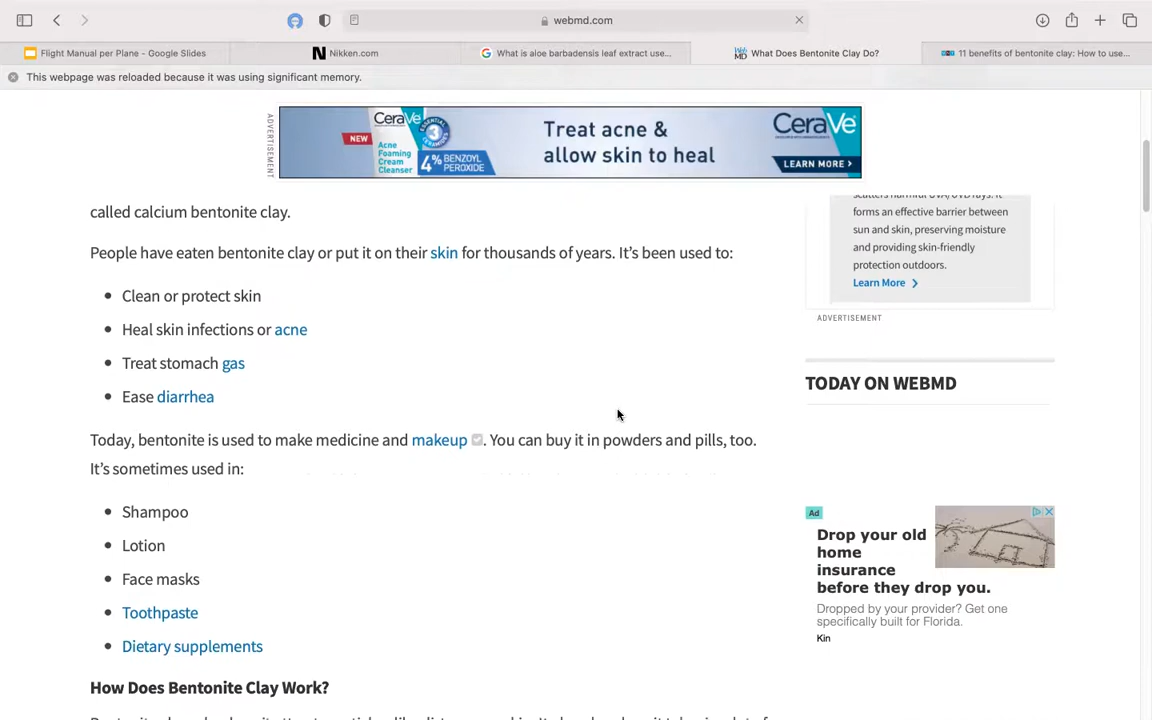 webmd.com
Flight Manual per Plane - Google Slides
Nikken.com
What is aloe barbadensis leaf extract use...
What Does Bentonite Clay Do?
11 benefits of bentonite clay: How to use...
This webpage was reloaded because it was using significant memory.
ADVERTISEMENT
NEW
CeraVe
Acne
Foaming
Cream
Cleanser
3
ESSENTIAL
CERAMIDES
4% BENZOYL
PEROXIDE
Treat acne &
allow skin to heal
CeraVe
LEARN MORE >
called calcium bentonite clay.
People have eaten bentonite clay or put it on their skin for thousands of years. It's been used to:
• Clean or protect skin
• Heal skin infections or acne
• Treat stomach gas
• Ease diarrhea
Today, bentonite is used to make medicine and makeup. You can buy it in powders and pills, too.
It's sometimes used in:
• Shampoo
• Lotion
• Face masks
• Toothpaste
• Dietary supplements
How Does Bentonite Clay Work?
forms an effective barrier between
sun and skin, preserving moisture
and providing skin-friendly
protection outdoors.
Learn More >
ADVERTISEMENT
TODAY ON WEBMD
Ad
Drop your old
home
insurance
before they drop you.
Dropped by your provider? Get one
specifically built for Florida.
Kin